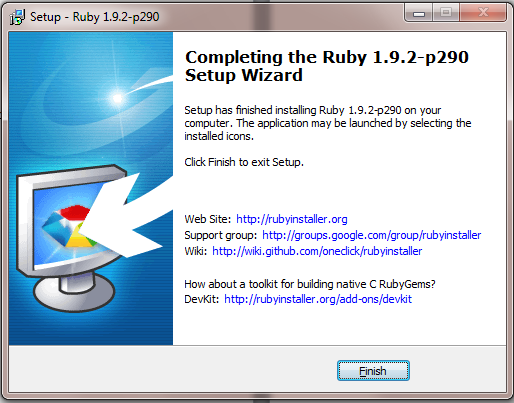 Setup - Ruby 1.9.2-p290
Completing the Ruby 1.9.2-p290
Setup Wizard
Setup has finished installing Ruby 1.9.2-p290 on your
computer. The application may be launched by selecting the
installed icons.
Click Finish to exit Setup.
Web Site: http://rubyinstaller.org
Support group: http://groups.google.com/group/rubyinstaller
Wiki: http://wiki.github.com/oneclick/rubyinstaller
How about a toolkit for building native C RubyGems?
DevKit: http://rubyinstaller.org/add-ons/devkit
Finish